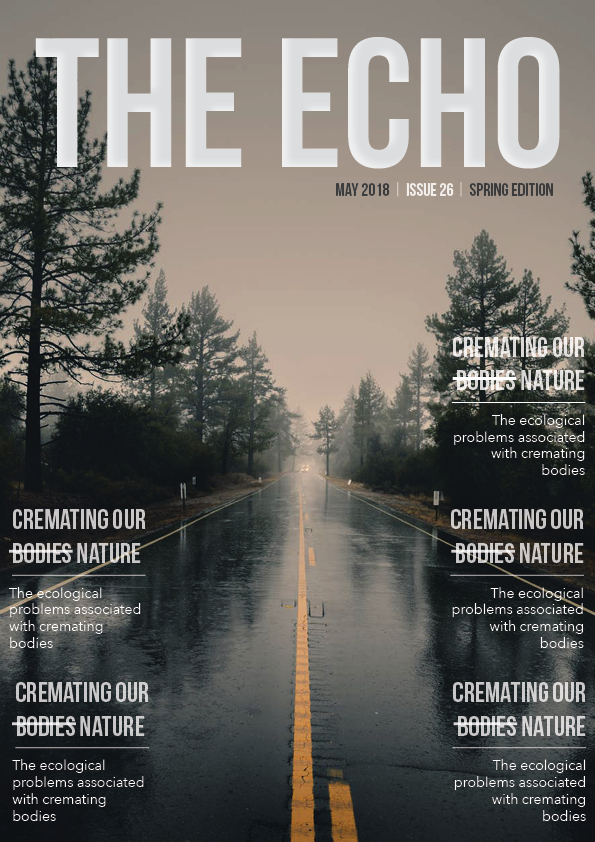 THE ECHO
MAY 2018 | ISSUE 26 | SPRING EDITION
CREMATING OUR
BODIES NATURE
The ecological
problems associated
with cremating
bodies
CREMATING OUR
BODIES NATURE
The ecological
problems associated
with cremating
bodies
CREMATING OUR
BODIES NATURE
The ecological
problems associated
with cremating
bodies
CREMATING OUR
BODIES NATURE
The ecological
problems associated
with cremating
bodies
CREMATING OUR
BODIES NATURE
The ecological
problems associated
with cremating
bodies